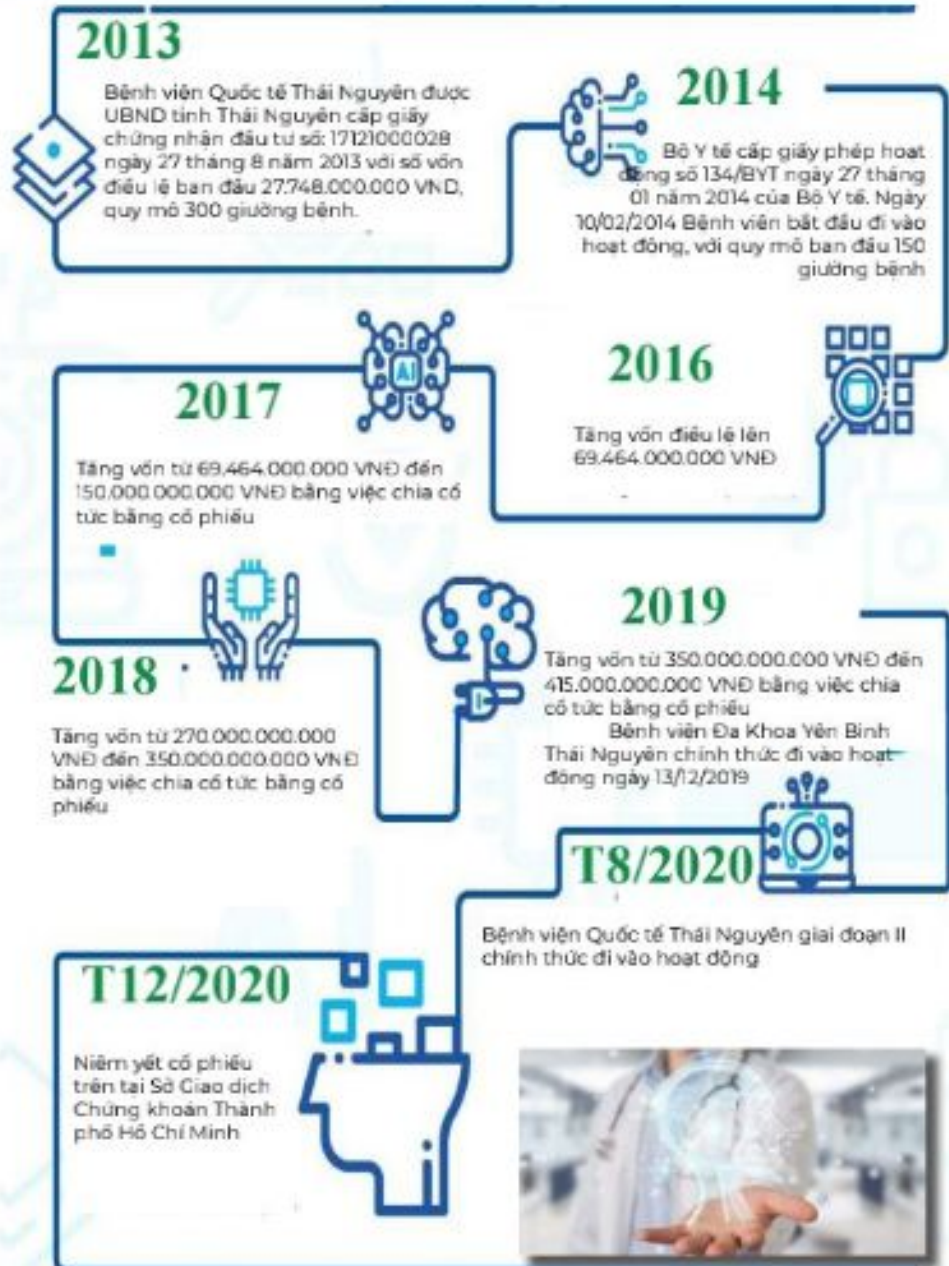 2013
Bệnh viện Quốc tế Thái Nguyên được
UBND tỉnh Thái Nguyên cấp giấy
chứng nhận đầu tư số: 17121000028
ngày 27 tháng 8 năm 2013 với số vốn
điều lệ ban đầu 27.748.000.000 VND,
quy mô 300 giường bệnh.
2014
Bộ Y tế cấp giấy phép hoạt
động số 134/BYT ngày 27 tháng
01 năm 2014 của Bộ Y tế. Ngày
10/02/2014 Bệnh viện bắt đầu đi vào
hoạt động, với quy mô ban đầu 150
giường bệnh
2016
Tăng vốn điều lệ lên
69.464.000.000 VNĐ
AI
2017
Tăng vốn từ 69.464.000.000 VNĐ đến
150.000.000.000 VNĐ bằng việc chia cổ
tức bằng cổ phiếu
2018
Tăng vốn từ 270.000.000.000
VNĐ đến 350.000.000.000 VNĐ
bằng việc chia cổ tức bằng cổ
phiếu
2019
Tăng vốn từ 350.000.000.000 VNĐ đến
415.000.000.000 VNĐ bằng việc chia
cổ tức bằng cổ phiếu
Bệnh viện Đa Khoa Yên Bình
Thái Nguyên chính thức đi vào hoạt
động ngày 13/12/2019
T8/2020
Bệnh viện Quốc tế Thái Nguyên giai đoạn II
chính thức đi vào hoạt động
T12/2020
Niêm yết cổ phiếu
trên tại Sở Giao dịch
Chứng khoán Thành
phố Hồ Chí Minh